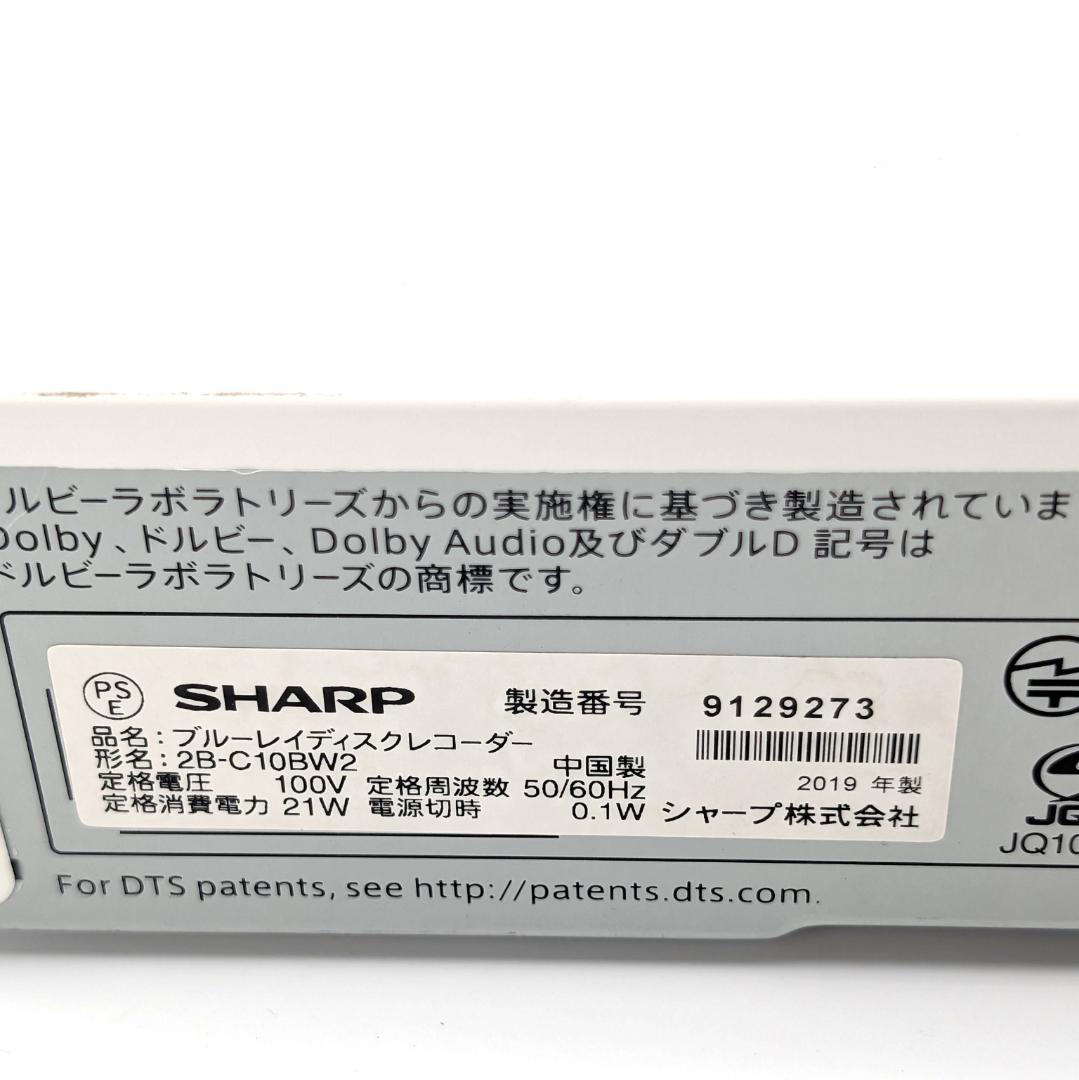 ルビーラボラトリーズからの実施権に基づき製造されていま
Dolby、ドルビー、Dolby Audio及びダブルD 記号は
ドルビーラボラトリーズの商標です。
PS
E
SHARP
製造番号 9129273
品名：ブルーレイディスクレコーダー
形名：2B-C10BW2
中国製
2019 年製
定格電圧 100V 定格周波数 50/60Hz
定格消費電力 21W 電源切時 0.1W シャープ株式会社
JQ
JQ10
For DTS patents, see http://patents.dts.com.